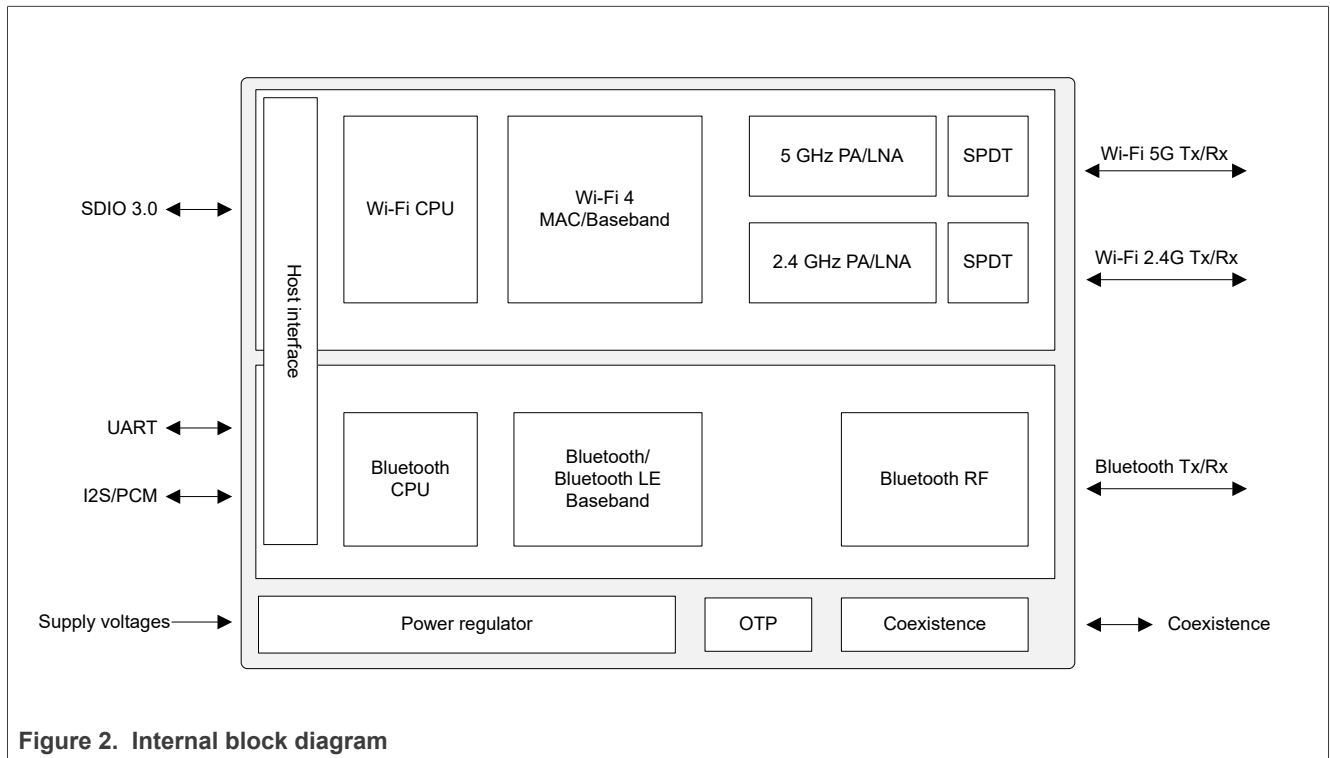 5 GHz PA/LNA
SPDT
Wi-Fi 5G Tx/Rx
SDIO 3.0
Wi-Fi CPU
Wi-Fi 4
MAC/Baseband
2.4 GHz PA/LNA
SPDT
Wi-Fi 2.4G Tx/Rx
Host interface
UART
I2S/PCM
Bluetooth
CPU
Bluetooth/
Bluetooth LE
Baseband
Bluetooth RF
Bluetooth Tx/Rx
Supply voltages
Power regulator
OTP
Coexistence
Coexistence
Figure 2. Internal block diagram